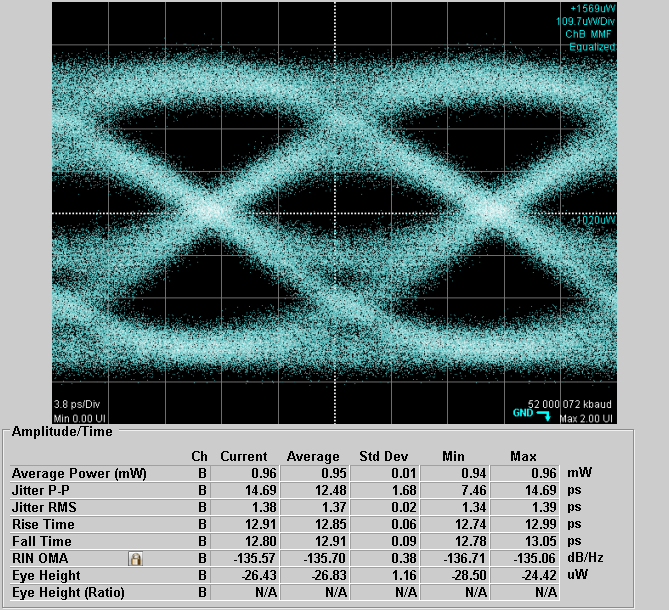 +1569uW
109.7uW/Div
ChB MMF
Equalized
+1020uW
3.8 ps/Div
52 000 072 kbaud
GND
Min 0.00 UI
Max 2.00 UI
Amplitude/Time
Ch Current Average Std Dev Min Max
Average Power (mW) B 0.96 0.95 0.01 0.94 0.96 mW
Jitter P-P B 14.69 12.48 1.68 7.46 14.69 ps
Jitter RMS B 1.38 1.37 0.02 1.34 1.39 ps
Rise Time B 12.91 12.85 0.06 12.74 12.99 ps
Fall Time B 12.80 12.91 0.09 12.78 13.05 ps
RIN OMA B -135.57 -135.70 0.38 -136.71 -135.06 dB/Hz
Eye Height B -26.43 -26.83 1.16 -28.50 -24.42 uW
Eye Height (Ratio) B N/A N/A N/A N/A N/A